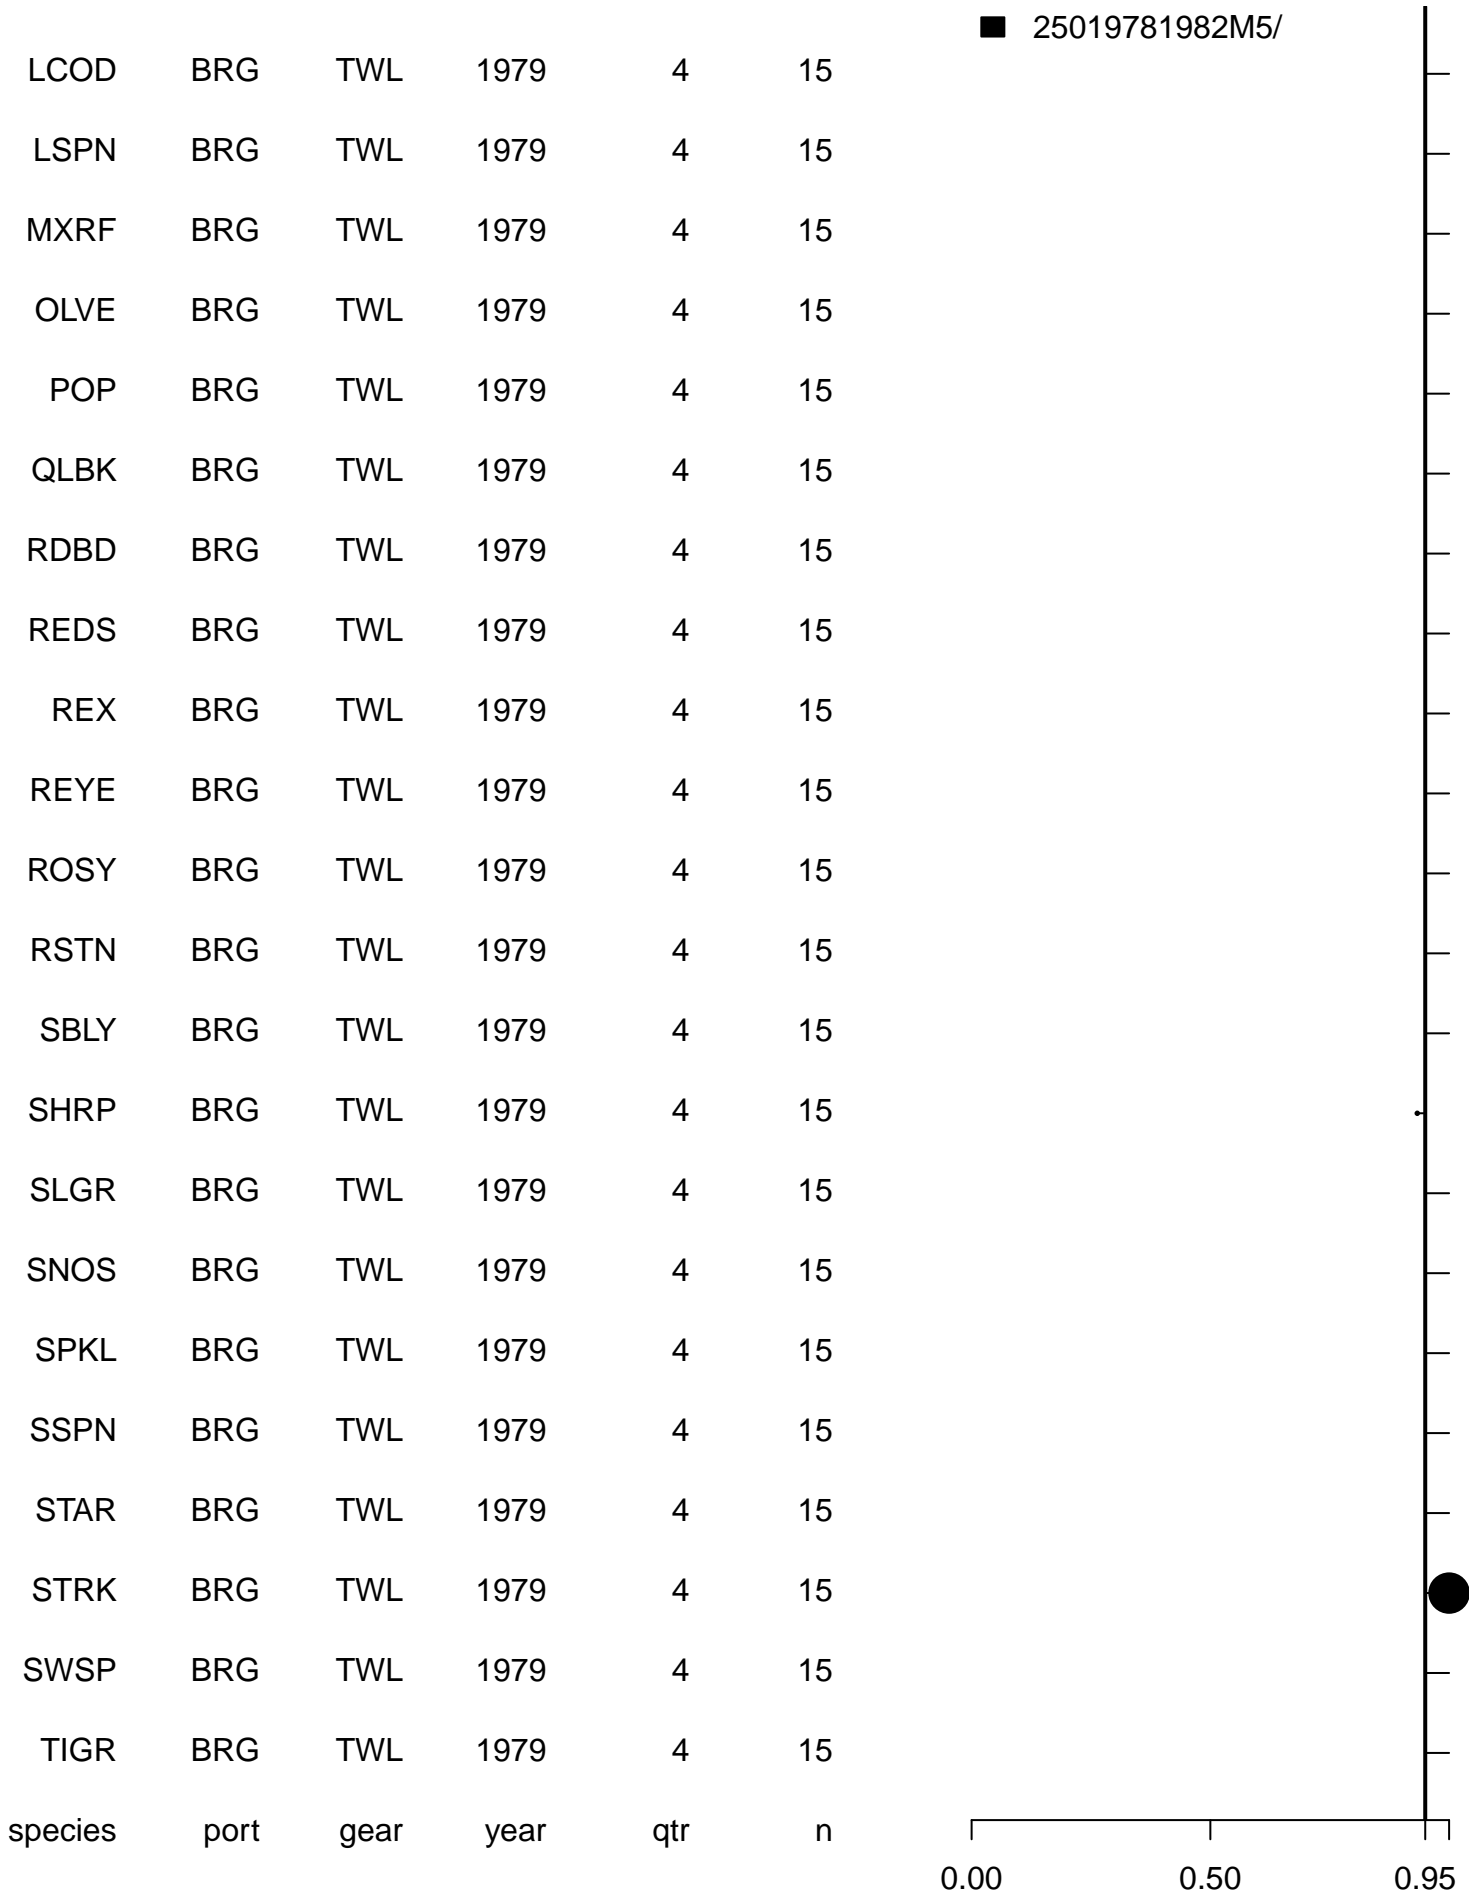 25019781982M5/
LCOD BRG TWL 1979 4 15
LSPN BRG TWL 1979 4 15
MXRF BRG TWL 1979 4 15
OLVE BRG TWL 1979 4 15
POP BRG TWL 1979 4 15
QLBK BRG TWL 1979 4 15
RDBD BRG TWL 1979 4 15
REDS BRG TWL 1979 4 15
REX BRG TWL 1979 4 15
REYE BRG TWL 1979 4 15
ROSY BRG TWL 1979 4 15
RSTN BRG TWL 1979 4 15
SBLY BRG TWL 1979 4 15
SHRP BRG TWL 1979 4 15
SLGR BRG TWL 1979 4 15
SNOS BRG TWL 1979 4 15
SPKL BRG TWL 1979 4 15
SSPN BRG TWL 1979 4 15
STAR BRG TWL 1979 4 15
STRK BRG TWL 1979 4 15
SWSP BRG TWL 1979 4 15
TIGR BRG TWL 1979 4 15
species port gear year qtr n
0.00 0.50 0.95